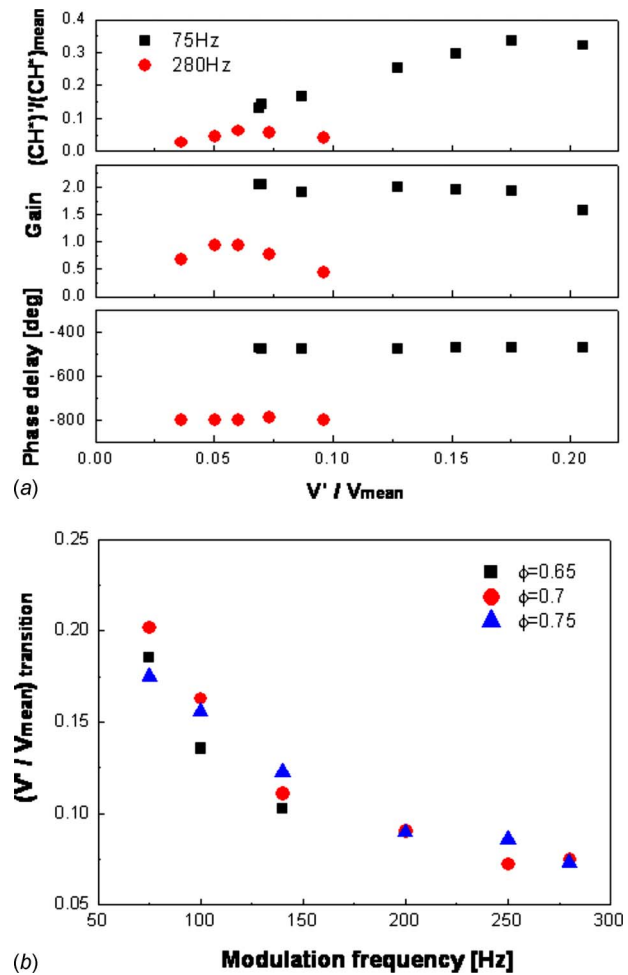 (CH*)'/(CH*)mean
0.4
0.3
0.2
0.1
0.0
75Hz
280Hz
Gain
2.0
1.5
1.0
0.5
0.0
Phase delay [deg]
-400
-600
-800
0.00
0.05
0.10
0.15
0.20
V' / Vmean
(a)
(V' / Vmean) transition
0.25
0.20
0.15
0.10
0.05
ϕ=0.65
ϕ=0.7
ϕ=0.75
50
100
150
200
250
300
Modulation frequency [Hz]
(b)